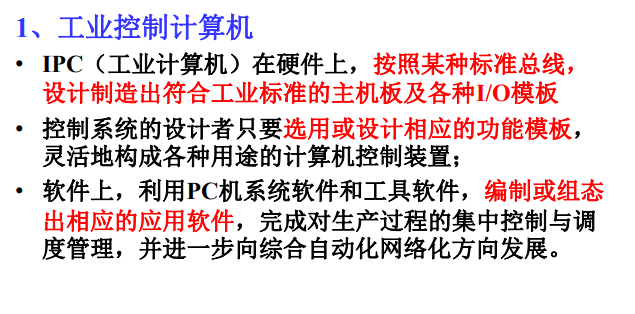 1、工业控制计算机
• IPC（工业计算机）在硬件上，按照某种标准总线，
设计制造出符合工业标准的主机板及各种I/O模板
• 控制系统的设计者只要选用或设计相应的功能模板，
灵活地构成各种用途的计算机控制装置；
• 软件上，利用PC机系统软件和工具软件，编制或组态
出相应的应用软件，完成对生产过程的集中控制与调
度管理，并进一步向综合自动化网络化方向发展。